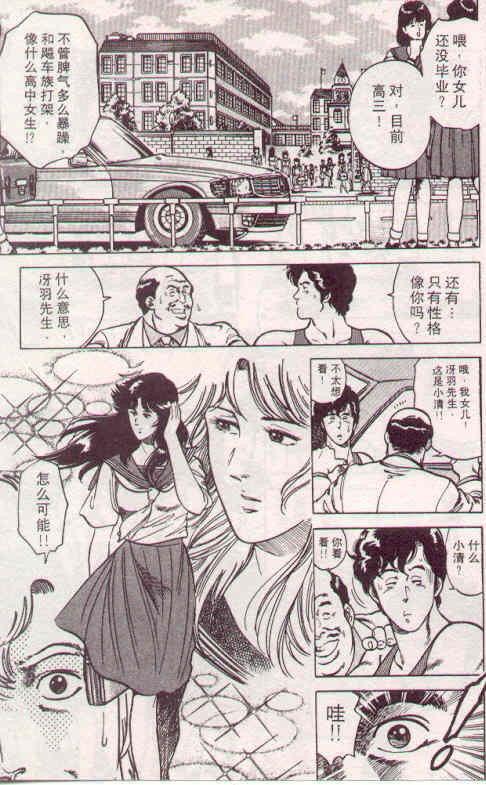 喂．你女儿
还没毕业？
对．目前
高三！
不管脾气多么暴躁．
和飚车族打架．
像什么高中女生!?
还有…
只有性格
像你吗？
什么意思．
冴羽先生．
哦．我女儿！
冴羽先生．
这是小清!!
不太想
看！
什么
小清？
你看
看!!
哇!!
怎么可能!!